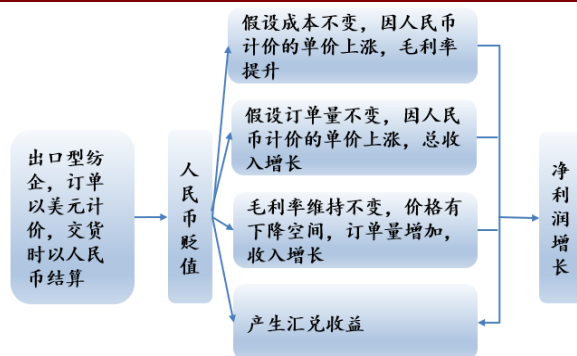 出口型纺
企，订单
以美元计
价，交货
时以人民
币结算
人
民
币
贬
值
假设成本不变，因人民币
计价的单价上涨，毛利率
提升
假设订单量不变，因人民
币计价的单价上涨，总收
入增长
毛利率维持不变，价格有
下降空间，订单量增加，
收入增长
产生汇兑收益
净
利
润
增
长